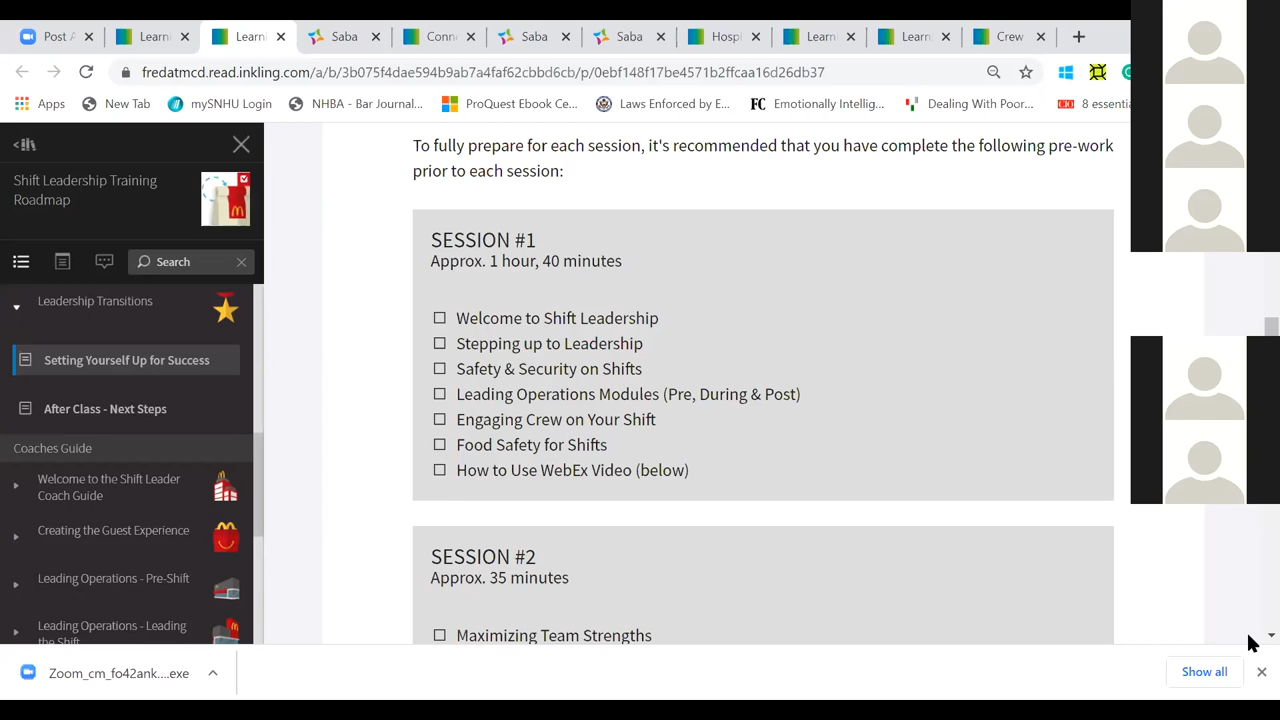 Post A
Learni
Learni
Saba
Conn
Saba
Saba
Hospi
Learn
Learn
Crew
fredatmcd.read.inkling.com/a/b/3b075f4dae554b9ab7a4faf62cbbd6cb/p/0ebf148f17be4571b2ffcaa16d26db37
Apps
New Tab
mySNHU Login
NHBA - Bar Journal...
ProQuest Ebook Ce...
Laws Enforced by E...
FC Emotionally Intellig...
Dealing With Poor...
8 essenti
Shift Leadership Training
Roadmap
Search
Leadership Transitions
Setting Yourself Up for Success
After Class - Next Steps
Coaches Guide
Welcome to the Shift Leader
Coach Guide
Creating the Guest Experience
Leading Operations - Pre-Shift
Leading Operations - Leading
the Shift
To fully prepare for each session, it's recommended that you have complete the following pre-work
prior to each session:
SESSION #1
Approx. 1 hour, 40 minutes
Welcome to Shift Leadership
Stepping up to Leadership
Safety & Security on Shifts
Leading Operations Modules (Pre, During & Post)
Engaging Crew on Your Shift
Food Safety for Shifts
How to Use WebEx Video (below)
SESSION #2
Approx. 35 minutes
Maximizing Team Strengths
Zoom_cm_fo42ank....exe
Show all